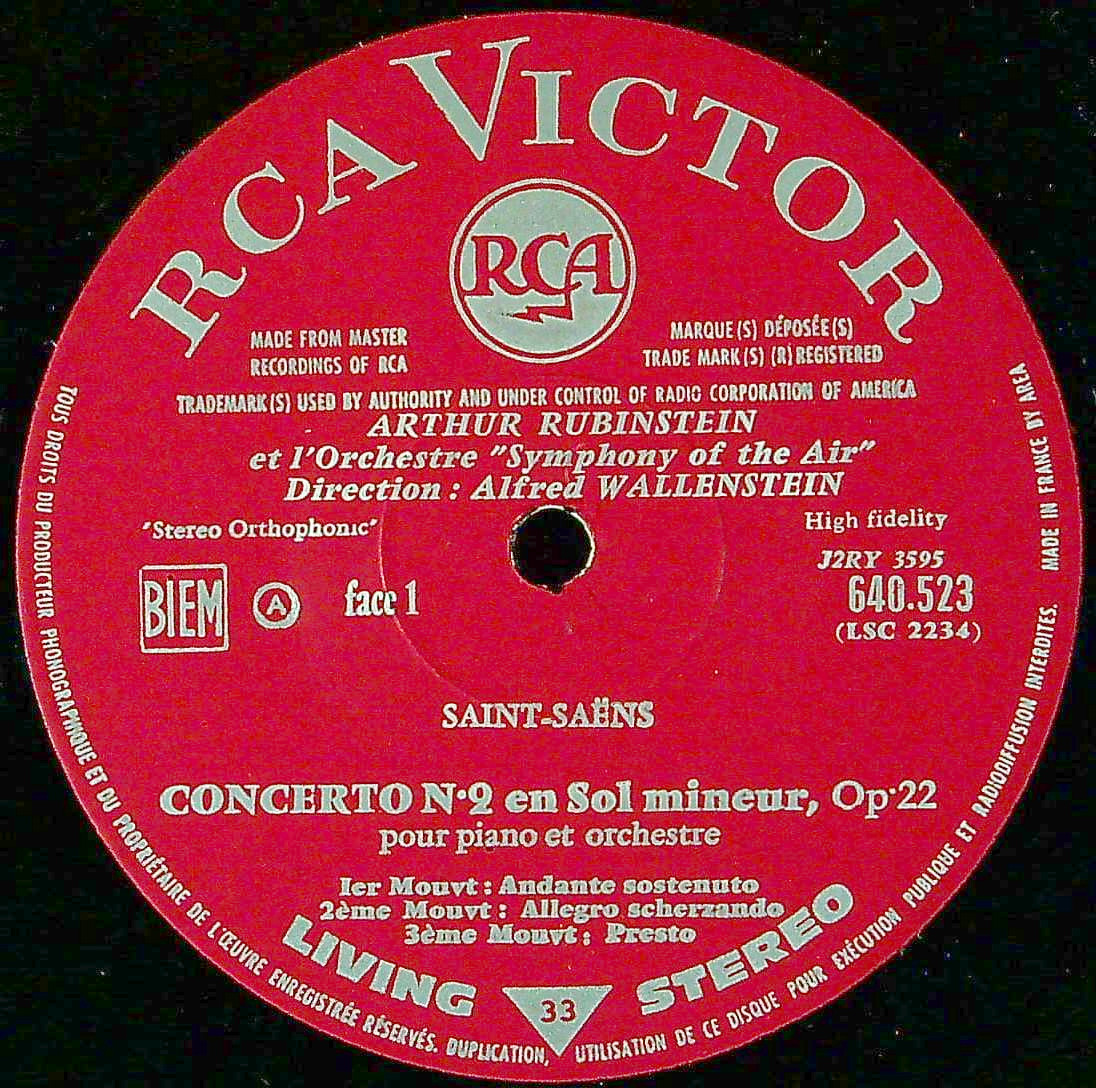 RCA VICTOR
RCA
MADE FROM MASTER
RECORDINGS OF RCA
MARQUE(S) DÉPOSÉE(S)
TRADE MARK(S) (R) REGISTERED
TRADEMARK(S) USED BY AUTHORITY AND UNDER CONTROL OF RADIO CORPORATION OF AMERICA
ARTHUR RUBINSTEIN
et l'Orchestre "Symphony of the Air"
Direction : Alfred WALLENSTEIN
"Stereo Orthophonic"
High fidelity
J2RY 3595
640.523
(LSC 2234)
BIEM
A
face 1
SAINT-SAËNS
CONCERTO N·2 en Sol mineur, Op·22
pour piano et orchestre
1er Mouvt : Andante sostenuto
2ème Mouvt : Allegro scherzando
3ème Mouvt : Presto
LIVING 33 STEREO
TOUS DROITS DU PRODUCTEUR PHONOGRAPHIQUE ET DU PROPRIÉTAIRE DE L'ŒUVRE ENREGISTRÉE RÉSERVÉS. DUPLICATION, UTILISATION DE CE DISQUE POUR EXÉCUTION PUBLIQUE ET RADIODIFFUSION INTERDITES. MADE IN FRANCE BY AREA